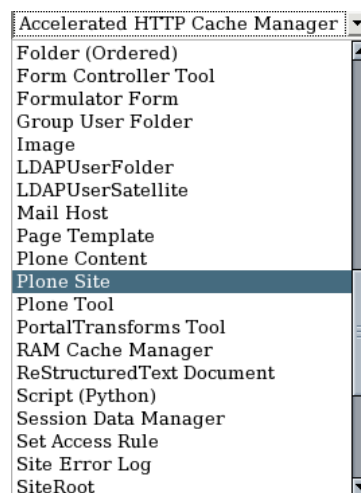 Accelerated HTTP Cache Manager
Folder (Ordered)
Form Controller Tool
Formulator Form
Group User Folder
Image
LDAPUserFolder
LDAPUserSatellite
Mail Host
Page Template
Plone Content
Plone Site
Plone Tool
PortalTransforms Tool
RAM Cache Manager
ReStructuredText Document
Script (Python)
Session Data Manager
Set Access Rule
Site Error Log
SiteRoot